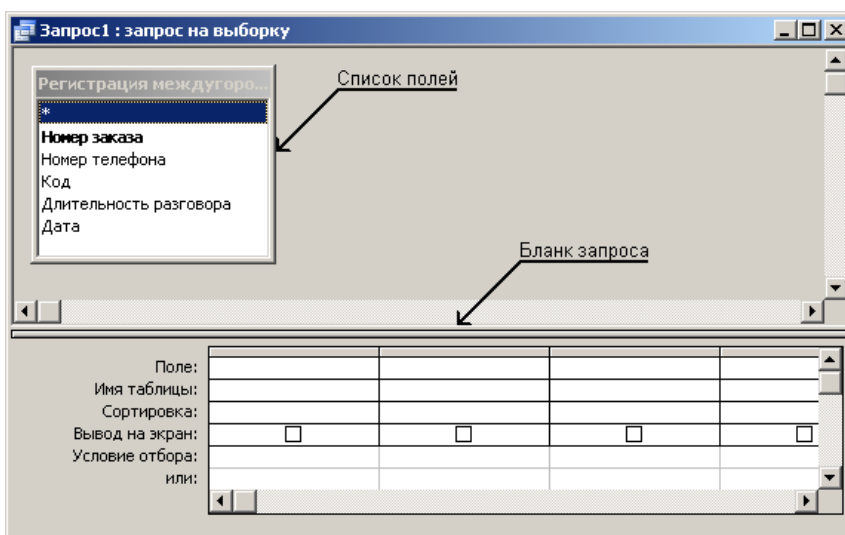 Запрос1 : запрос на выборку
Список полей
Регистрация междугоро...
*
Номер заказа
Номер телефона
Код
Длительность разговора
Дата
Бланк запроса
Поле:
Имя таблицы:
Сортировка:
Вывод на экран:
Условие отбора:
или: